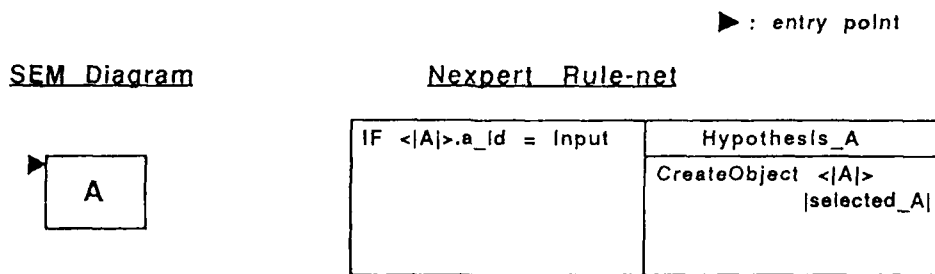 : entry point
SEM Diagram
Nexpert Rule-net
A
IF <|A|>.a_id = Input
Hypothesis_A
CreateObject <|A|>
|selected_A|